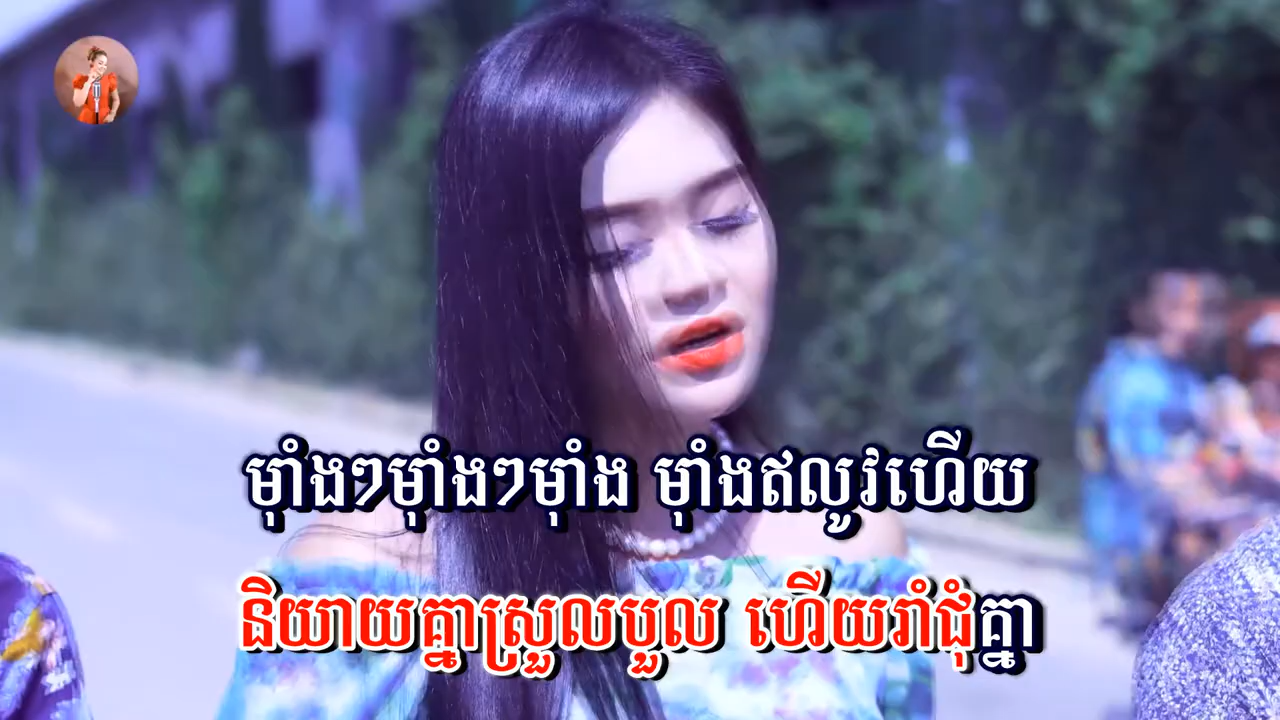 ម៉ាំងៗម៉ាំងៗម៉ាំង ម៉ាំងឥលូវហើយ
និយាយគ្នាស្រួលបួល ហើយរាំជុំគ្នា